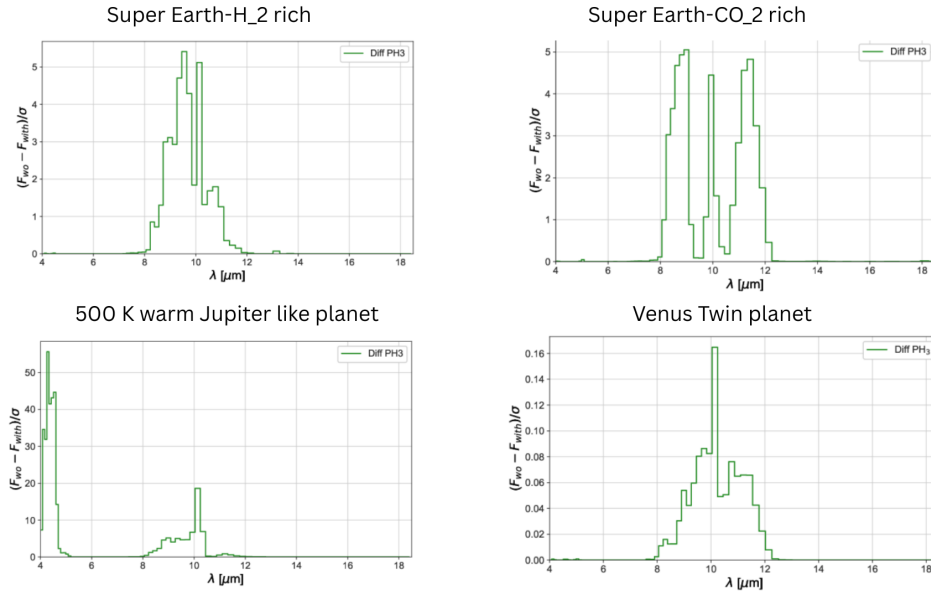 Super Earth-H_2 rich
Super Earth-CO_2 rich
Diff PH3
(F_wo − F_with)/σ
5
4
3
2
1
0
4 6 8 10 12 14 16 18
λ [μm]
Diff PH3
(F_wo − F_with)/σ
5
4
3
2
1
0
4 6 8 10 12 14 16 18
λ [μm]
500 K warm Jupiter like planet
Venus Twin planet
Diff PH3
(F_wo − F_with)/σ
50
40
30
20
10
0
4 6 8 10 12 14 16 18
λ [μm]
Diff PH₃
(F_wo − F_with)/σ
0.16
0.14
0.12
0.10
0.08
0.06
0.04
0.02
0.00
4 6 8 10 12 14 16 18
λ [μm]